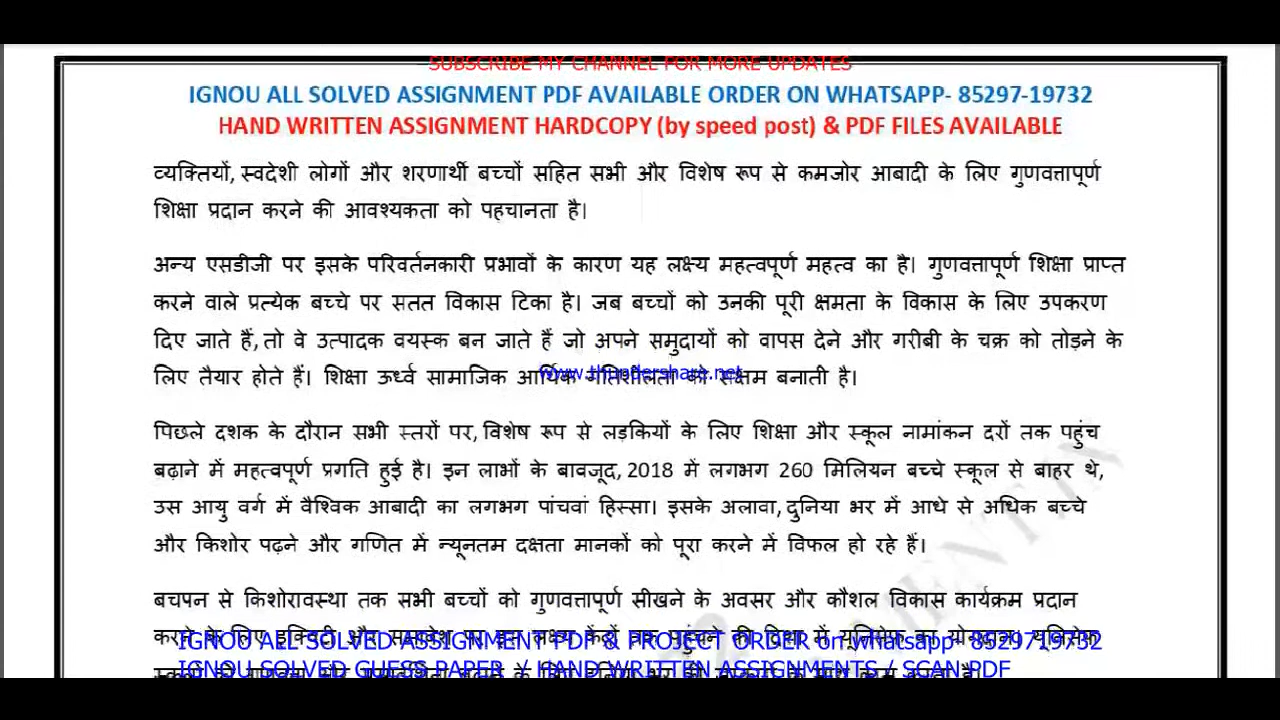 SUBSCRIBE MY CHANNEL FOR MORE UPDATES
IGNOU ALL SOLVED ASSIGNMENT PDF AVAILABLE ORDER ON WHATSAPP- 85297-19732
HAND WRITTEN ASSIGNMENT HARDCOPY (by speed post) & PDF FILES AVAILABLE
व्यक्तियों, स्वदेशी लोगों और शरणार्थी बच्चों सहित सभी और विशेष रूप से कमजोर आबादी के लिए गुणवत्तापूर्ण
शिक्षा प्रदान करने की आवश्यकता को पहचानता है।
अन्य एसडीजी पर इसके परिवर्तनकारी प्रभावों के कारण यह लक्ष्य महत्वपूर्ण महत्व का है। गुणवत्तापूर्ण शिक्षा प्राप्त
करने वाले प्रत्येक बच्चे पर सतत विकास टिका है। जब बच्चों को उनकी पूरी क्षमता के विकास के लिए उपकरण
दिए जाते हैं, तो वे उत्पादक वयस्क बन जाते हैं जो अपने समुदायों को वापस देने और गरीबी के चक्र को तोड़ने के
लिए तैयार होते हैं। शिक्षा ऊर्ध्व सामाजिक आर्थिक गतिशीलता को सक्षम बनाती है।
www.thundershare.net
पिछले दशक के दौरान सभी स्तरों पर, विशेष रूप से लड़कियों के लिए शिक्षा और स्कूल नामांकन दरों तक पहुंच
बढ़ाने में महत्वपूर्ण प्रगति हुई है। इन लाभों के बावजूद, 2018 में लगभग 260 मिलियन बच्चे स्कूल से बाहर थे,
उस आयु वर्ग में वैश्विक आबादी का लगभग पांचवां हिस्सा। इसके अलावा, दुनिया भर में आधे से अधिक बच्चे
और किशोर पढ़ने और गणित में न्यूनतम दक्षता मानकों को पूरा करने में विफल हो रहे हैं।
बचपन से किशोरावस्था तक सभी बच्चों को गुणवत्तापूर्ण सीखने के अवसर और कौशल विकास कार्यक्रम प्रदान
IGNOU ALL SOLVED ASSIGNMENT PDF & PROJECT ORDER on whatsapp- 8529719732
IGNOU SOLVED GUESS PAPER / HAND WRITTEN ASSIGNMENTS / SCAN PDF